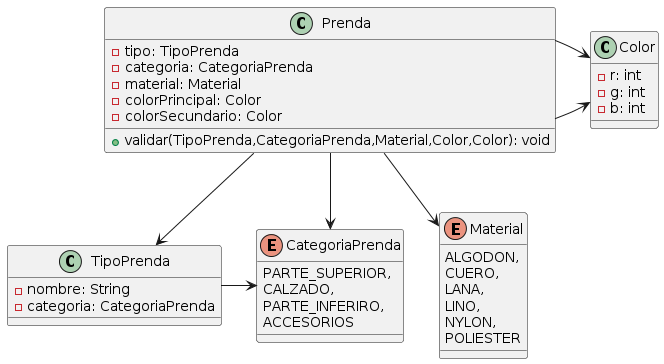 C Prenda
tipo: TipoPrenda
categoria: CategoriaPrenda
material: Material
colorPrincipal: Color
colorSecundario: Color
validar(TipoPrenda,CategoriaPrenda,Material,Color,Color): void
C Color
r: int
g: int
b: int
C TipoPrenda
nombre: String
categoria: CategoriaPrenda
E CategoriaPrenda
PARTE_SUPERIOR,
CALZADO,
PARTE_INFERIRO,
ACCESORIOS
E Material
ALGODON,
CUERO,
LANA,
LINO,
NYLON,
POLIESTER